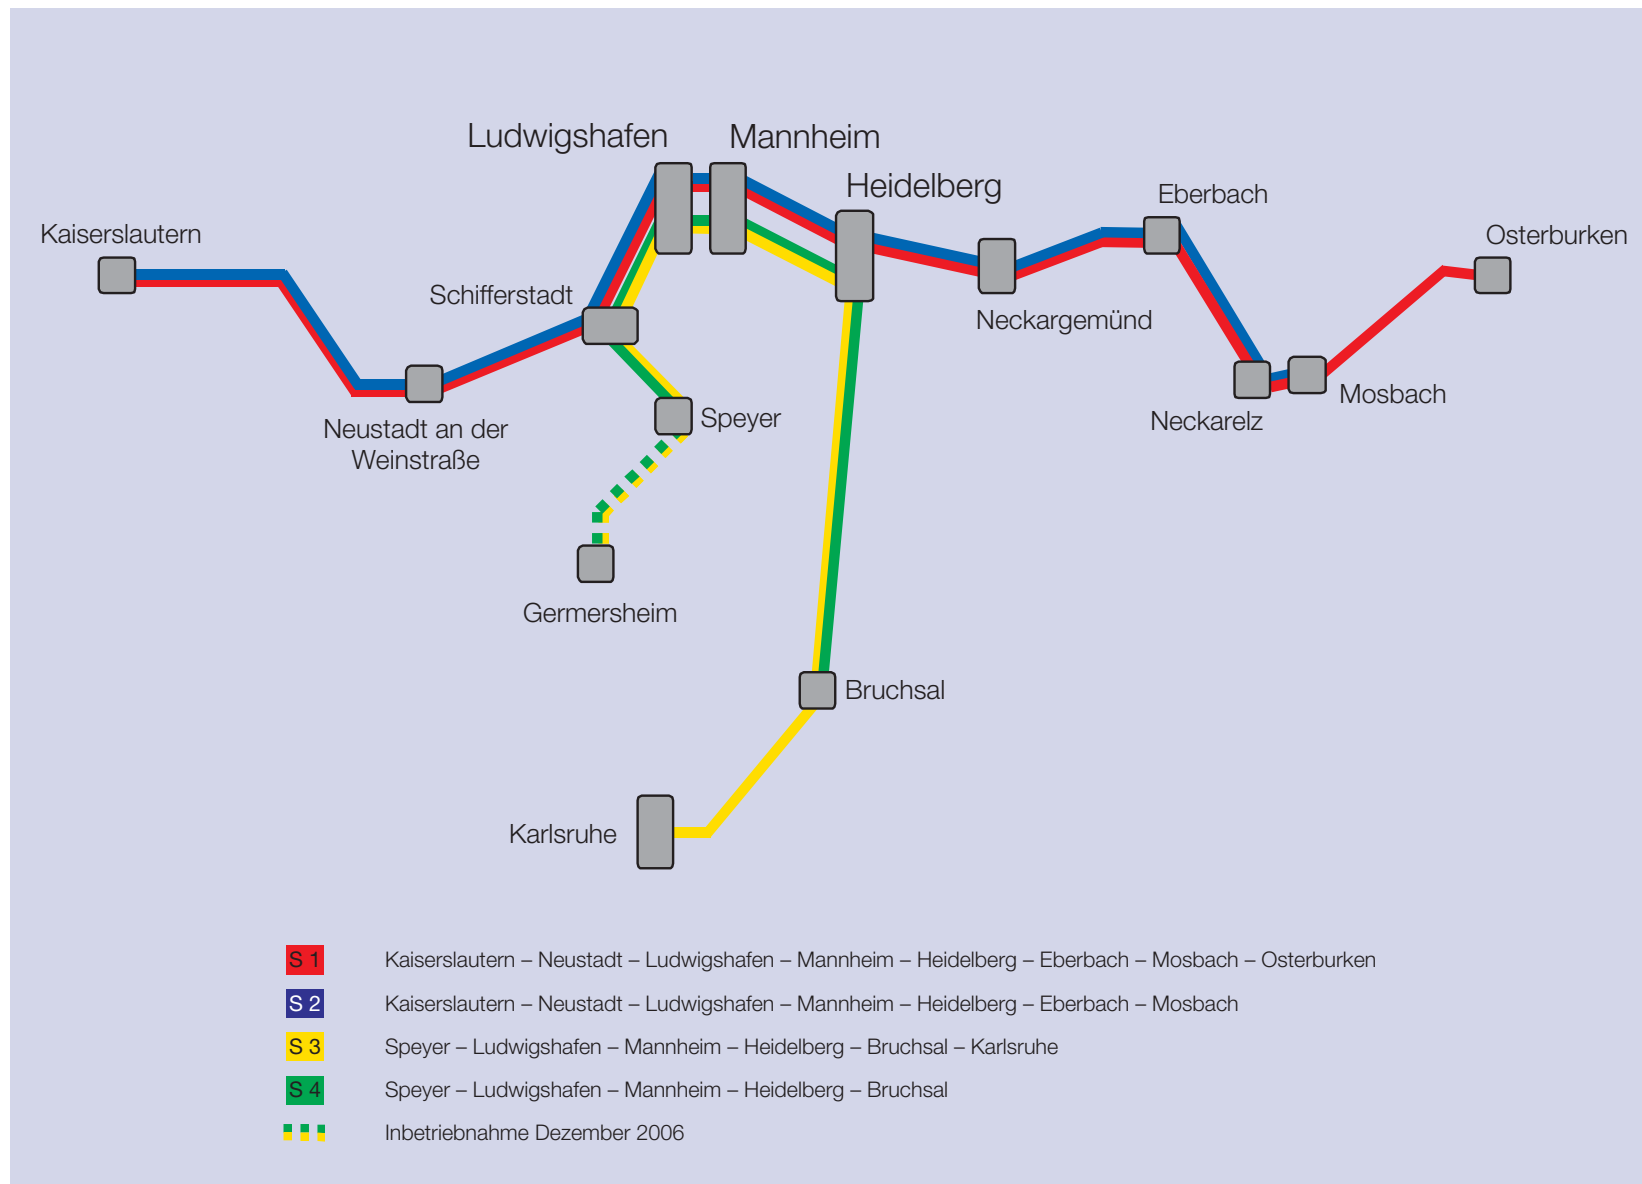 Ludwigshafen
Mannheim
Heidelberg
Eberbach
Kaiserslautern
Osterburken
Schifferstadt
Neckargemünd
Mosbach
Neustadt an der
Weinstraße
Speyer
Neckarelz
Germersheim
Bruchsal
Karlsruhe
S 1 Kaiserslautern – Neustadt – Ludwigshafen – Mannheim – Heidelberg – Eberbach – Mosbach – Osterburken
S 2 Kaiserslautern – Neustadt – Ludwigshafen – Mannheim – Heidelberg – Eberbach – Mosbach
S 3 Speyer – Ludwigshafen – Mannheim – Heidelberg – Bruchsal – Karlsruhe
S 4 Speyer – Ludwigshafen – Mannheim – Heidelberg – Bruchsal
Inbetriebnahme Dezember 2006